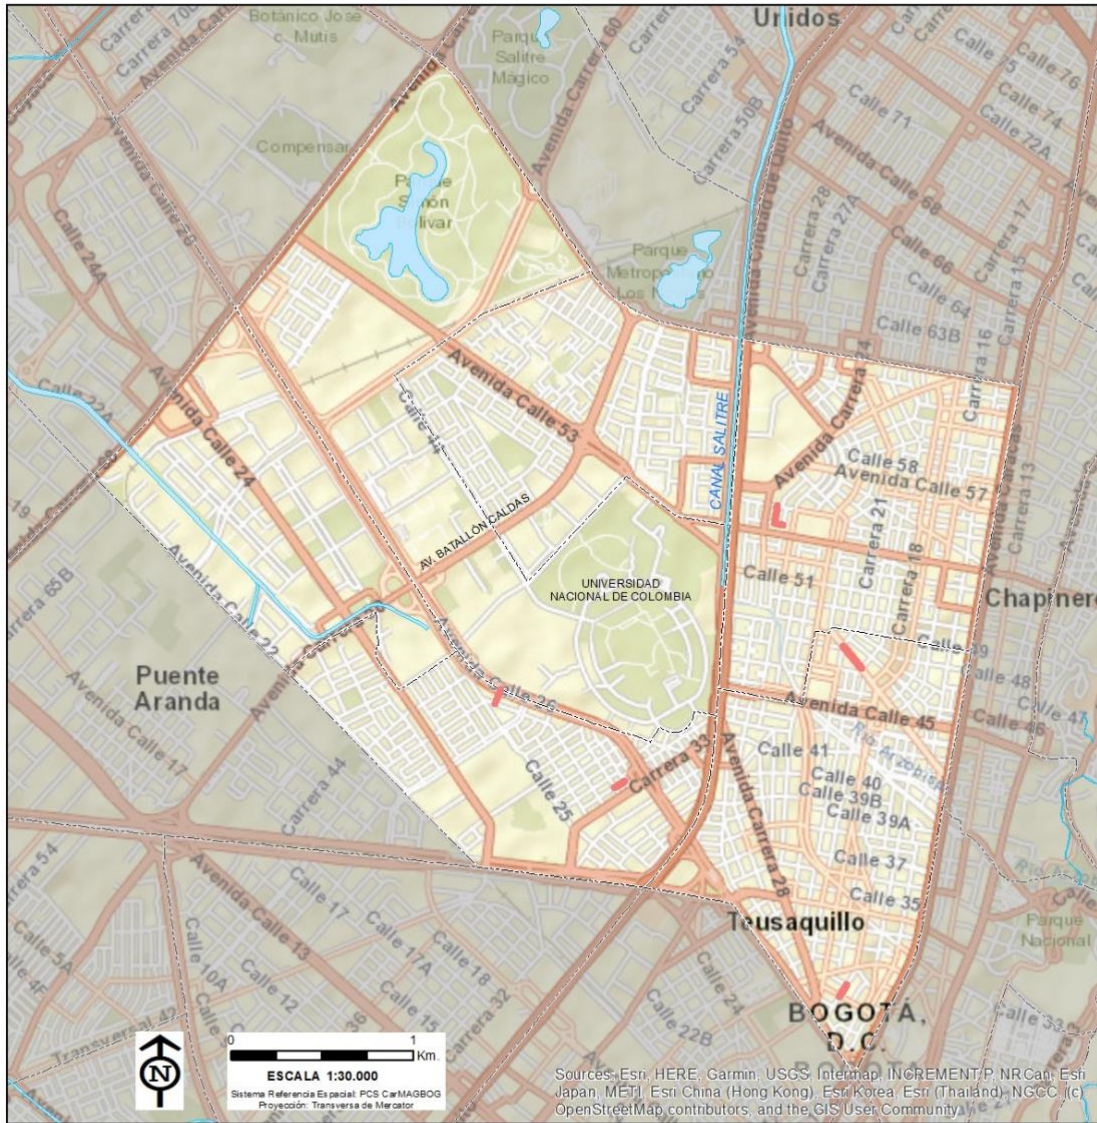 Unidos
Botánico José
c. Mutis
Parque
Salitre
Mágico
Avenida Carrera 60
Carrera 54
Carrera 50B
Calle 75
Calle 76
Calle 74
Calle 72A
Calle 71
Compensar
Avenida Calle 26
Calle 24A
Parque
Simón
Bolívar
Avenida Ciudad de Quito
Avenida Calle 68
Carrera 28
Carrera 27A
Carrera 17
Calle 66
Calle 64
Calle 63B
Carrera 16
Parque
Metropolitano
Calle 22A
Avenida Calle 24
Avenida Calle 53
Calle 44
CANAL SALITRE
Avenida Carrera 24
Calle 58
Avenida Calle 57
Carrera 13
Carrera 21
Carrera 18
AV. BATALLÓN CALDAS
Calle 51
UNIVERSIDAD
NACIONAL DE COLOMBIA
Chapinero
Carrera 65B
Avenida Calle 22
Calle 49
Calle 48
Calle 47
Puente
Aranda
Avenida Calle 26
Avenida Calle 45
Avenida Calle 17
Carrera 44
Carrera 33
Calle 25
Calle 41
Calle 40
Calle 39B
Calle 39A
Calle 37
Calle 35
Avenida Carrera 28
Carrera 54
Avenida Calle 13
Calle 17
Calle 17A
Calle 18
Calle 5A
Calle 4F
Calle 10A
Calle 12
Calle 15
Carrera 32
Calle 24
Calle 22B
Transversal 42
Teusaquillo
Parque
Nacional
Calle 33
BOGOTÁ,
D.C.
N
0 1
Km.
ESCALA 1:30.000
Sistema Referencia Espacial: PCS CarMAGBOG
Proyección: Transversa de Mercator
Sources: Esri, HERE, Garmin, USGS, Intermap, INCREMENT P, NRCan, Esri
Japan, METI, Esri China (Hong Kong), Esri Korea, Esri (Thailand), NGCC, (c)
OpenStreetMap contributors, and the GIS User Community